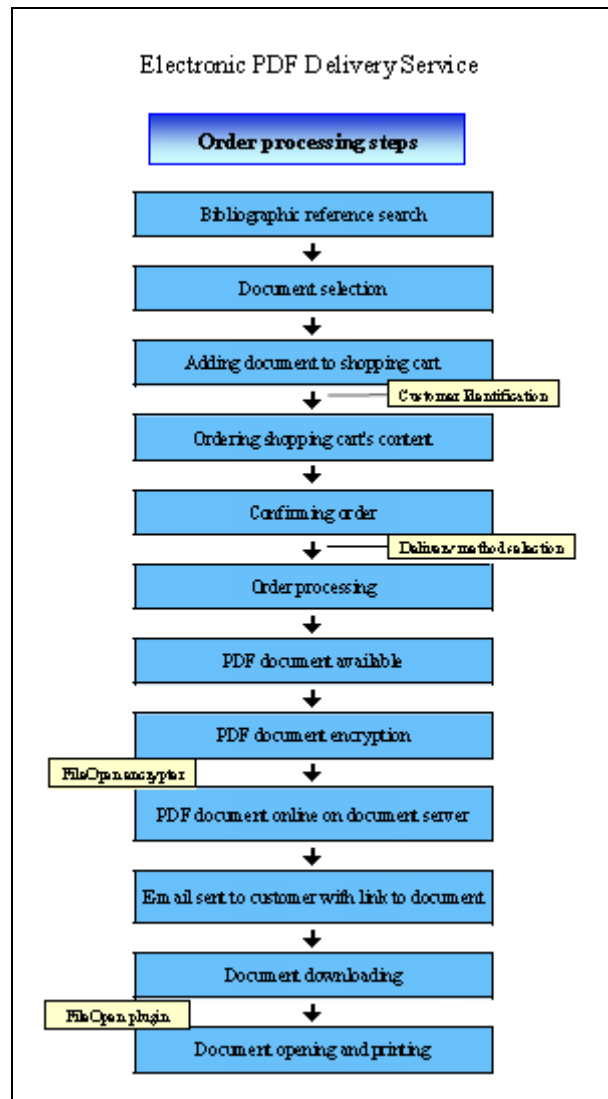 Electronic PDF Delivery Service
Order processing steps
Bibliographic reference search
Document selection
Adding document to shopping cart
Customer Identification
Ordering shopping cart's content
Confirming order
Delivery method selection
Order processing
PDF document available
PDF document encryption
FileOpen encrypter
PDF document online on document server
Email sent to customer with link to document
Document downloading
FileOpen plugin
Document opening and printing